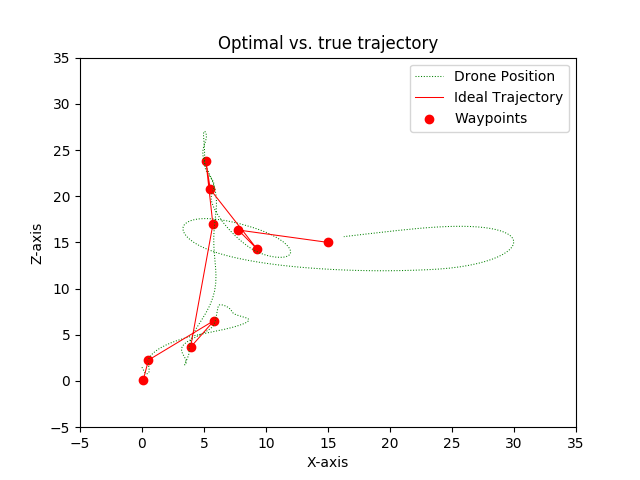 Optimal vs. true trajectory
Drone Position
Ideal Trajectory
Waypoints
Z-axis
35
30
25
20
15
10
5
0
−5
−5 0 5 10 15 20 25 30 35
X-axis